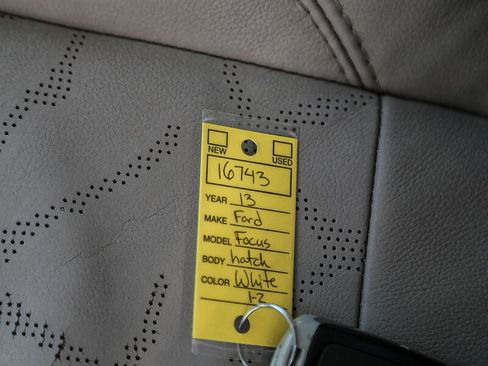 NEW USED
16743
YEAR 13
MAKE Ford
MODEL Focus
BODY hatch
COLOR White
1-2